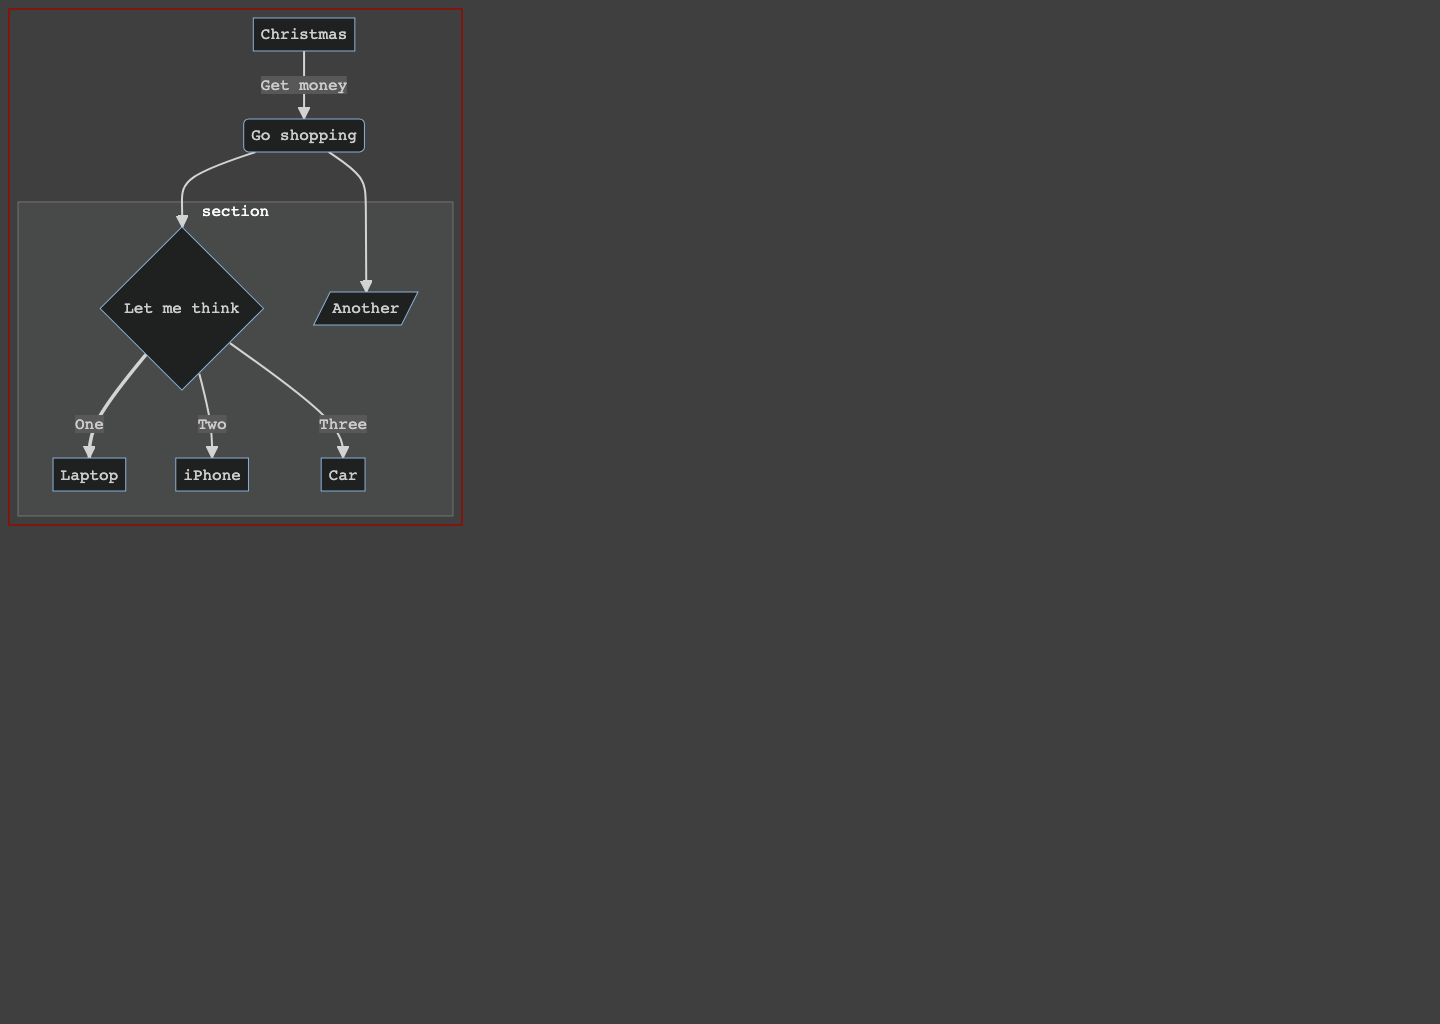 Christmas
Get money
Go shopping
section
Let me think
Another
One
Two
Three
Laptop
iPhone
Car